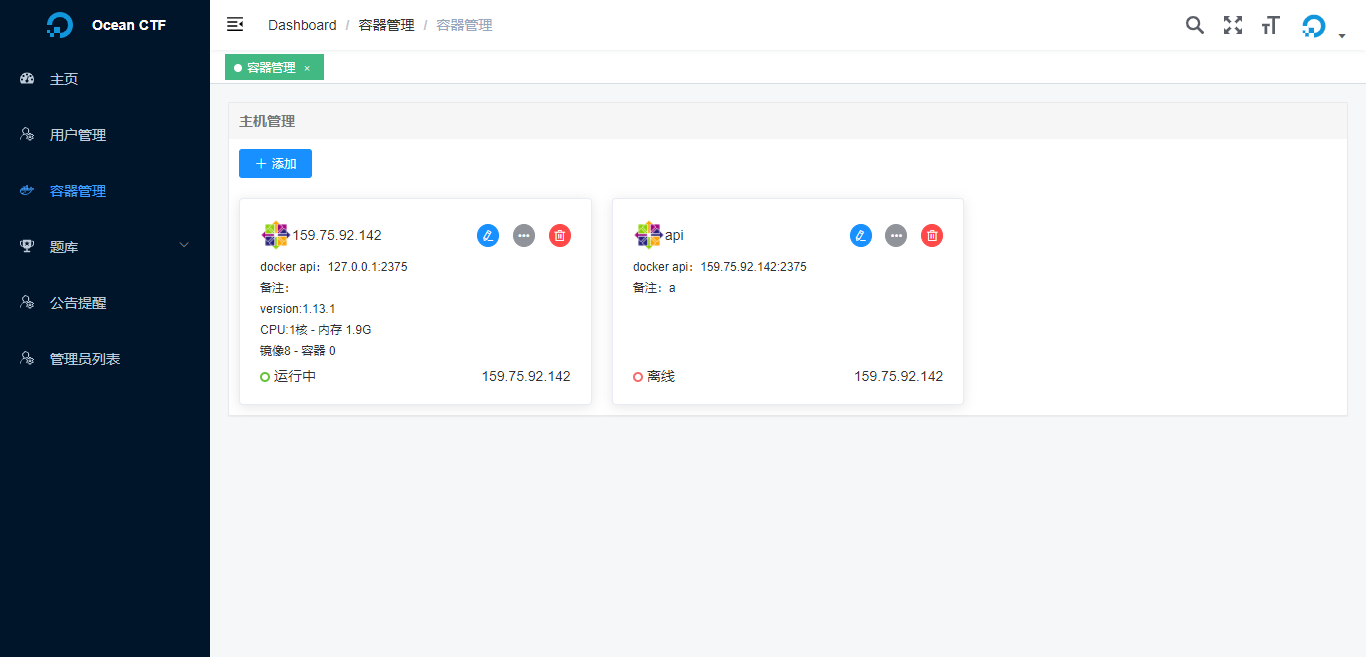 Ocean CTF
主页
用户管理
容器管理
题库
公告提醒
管理员列表
Dashboard / 容器管理 / 容器管理
容器管理 ×
主机管理
+ 添加
159.75.92.142
docker api：127.0.0.1:2375
备注：
version:1.13.1
CPU:1核 - 内存 1.9G
镜像8 - 容器 0
运行中 159.75.92.142
api
docker api：159.75.92.142:2375
备注：a
离线 159.75.92.142